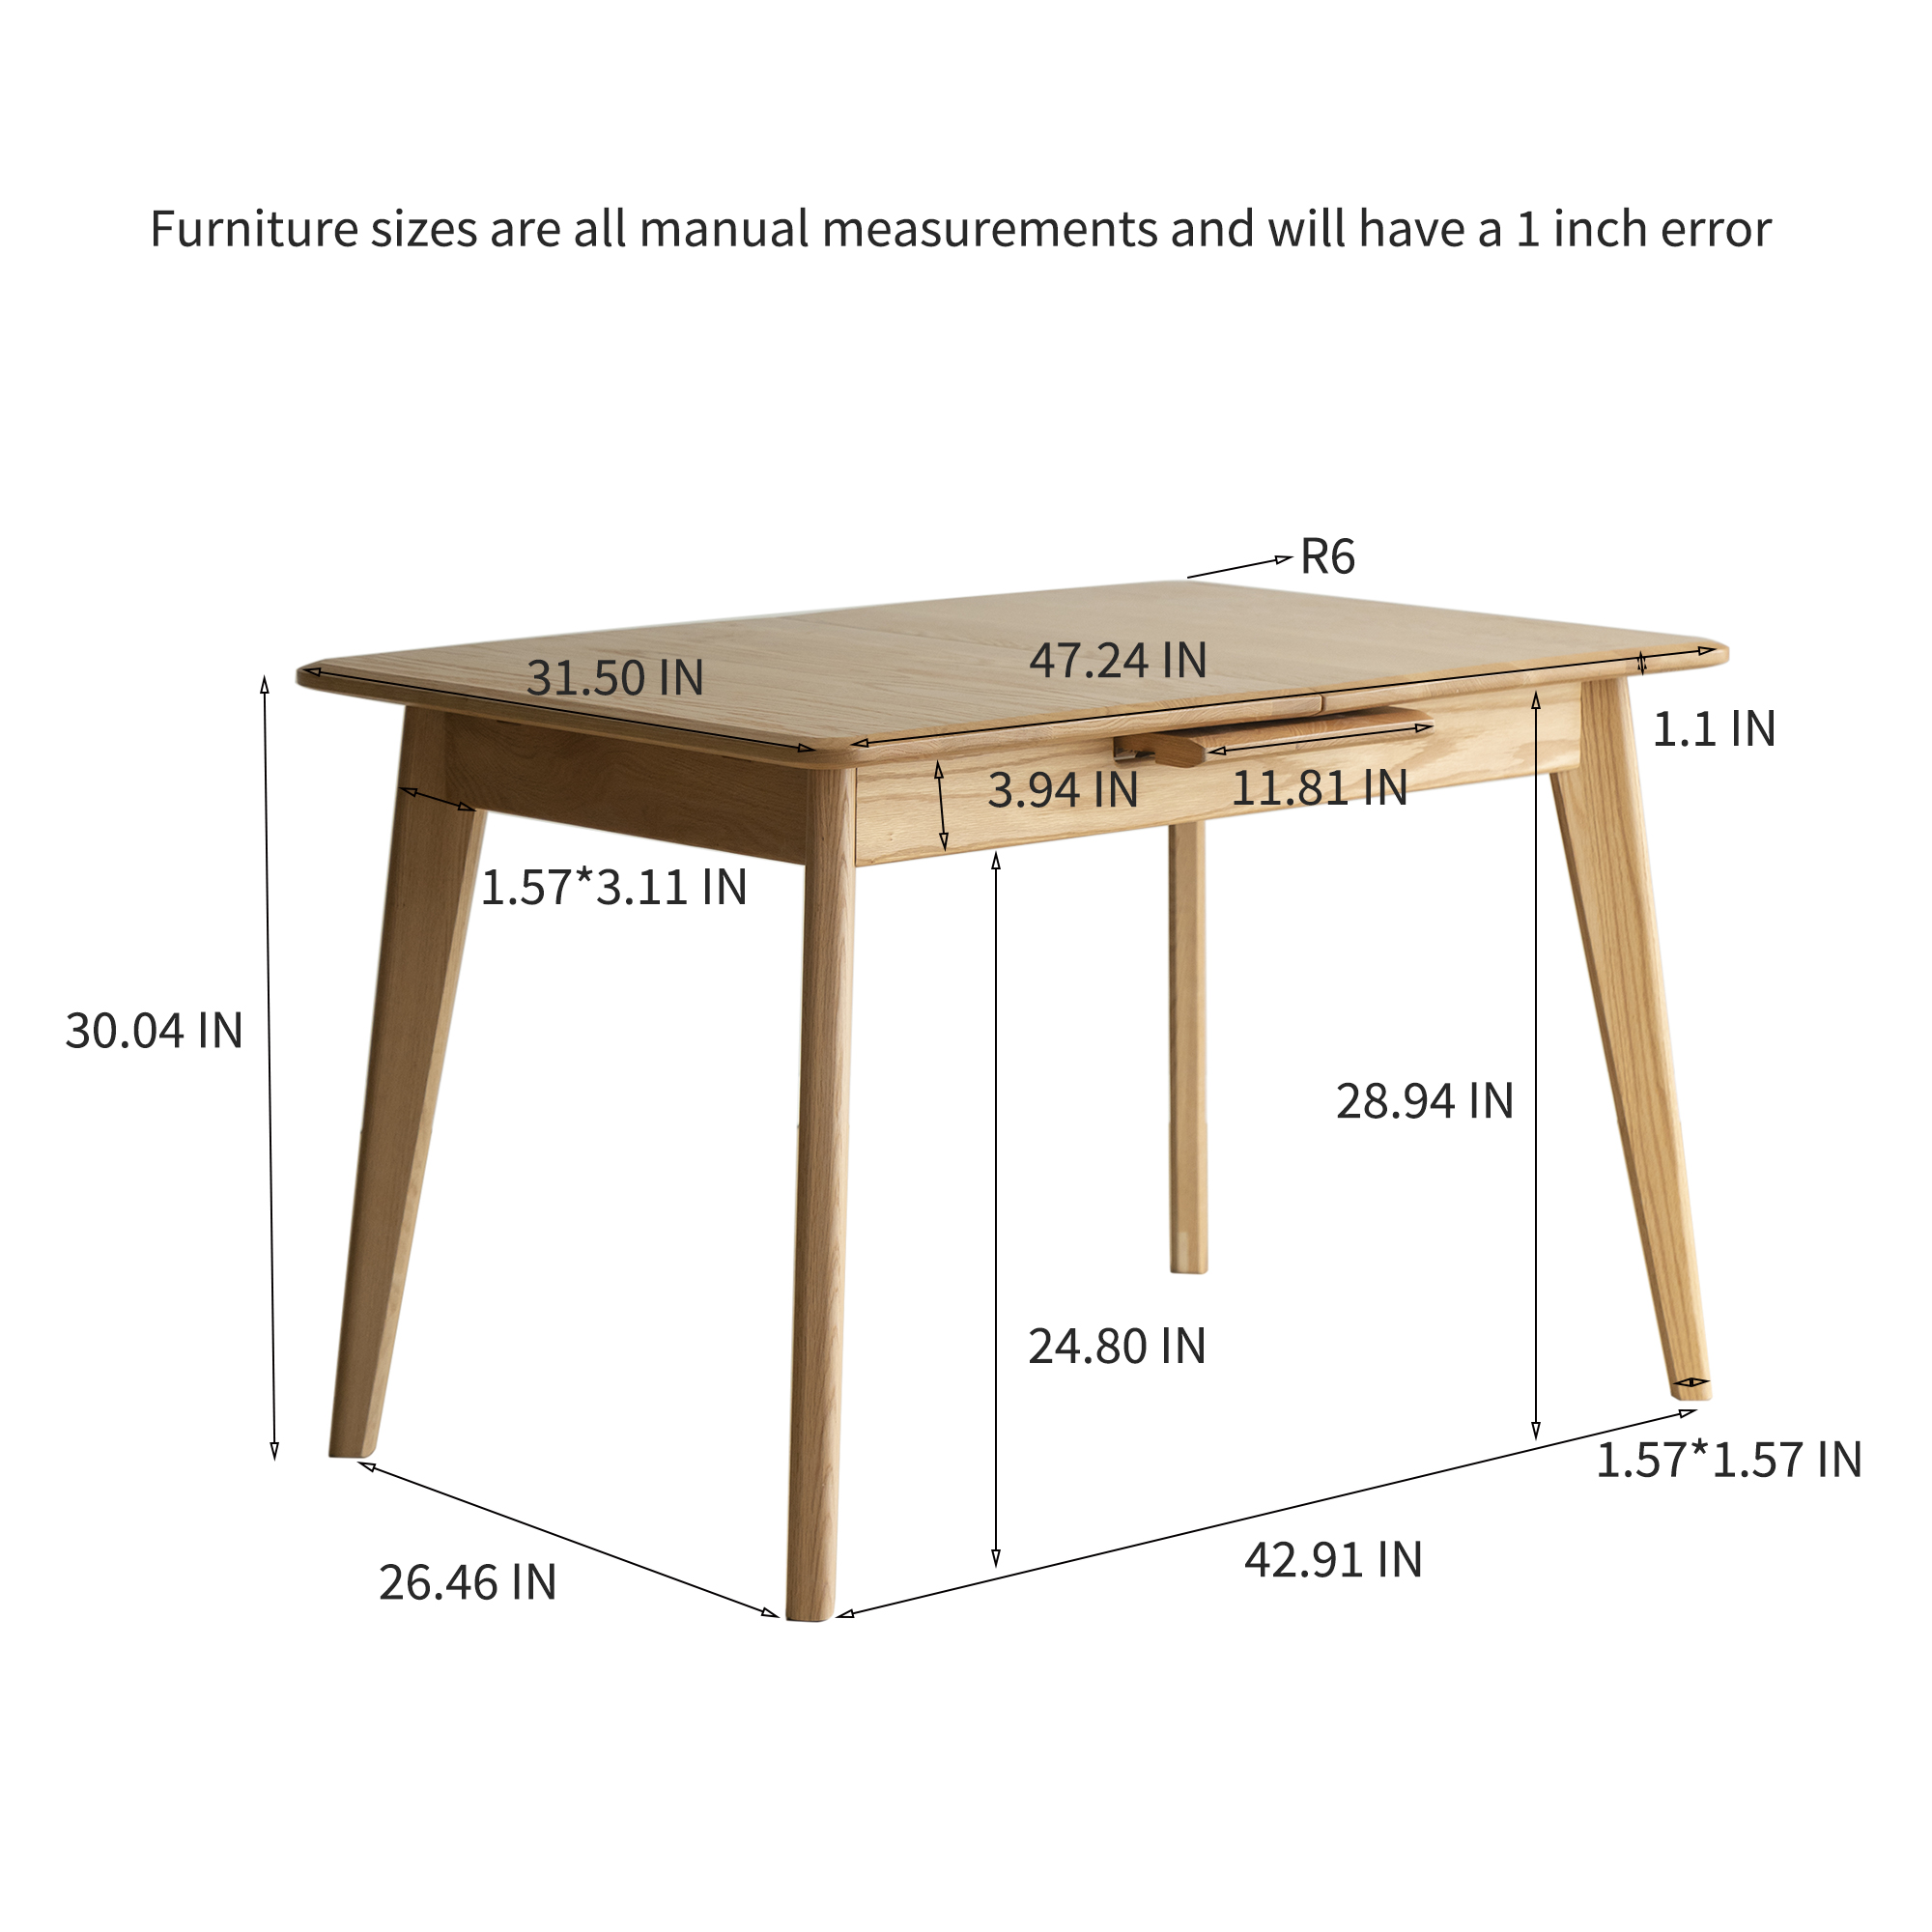 Furniture sizes are all manual measurements and will have a 1 inch error
R6
47.24 IN
31.50 IN
1.1 IN
3.94 IN
11.81 IN
1.57*3.11 IN
30.04 IN
28.94 IN
24.80 IN
1.57*1.57 IN
42.91 IN
26.46 IN